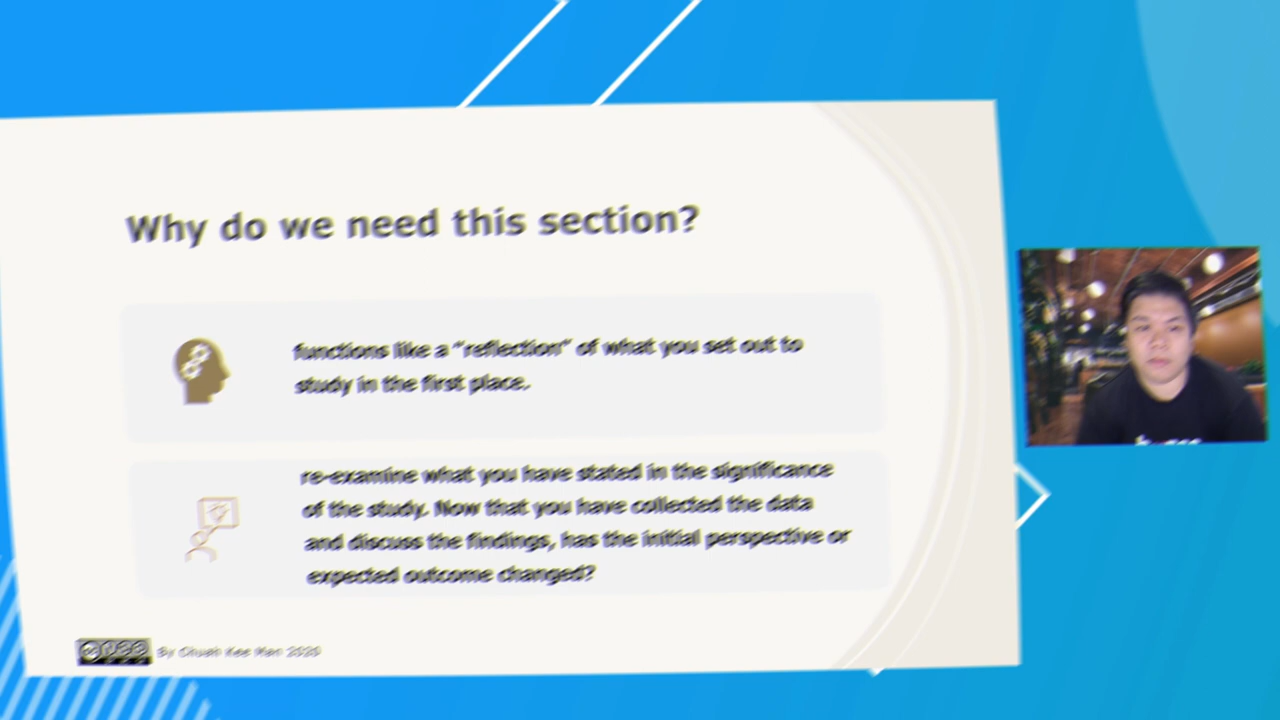 Why do we need this section?
functions like a "reflection" of what you set out to
study in the first place.
re-examine what you have stated in the significance
of the study. Now that you have collected the data
and discuss the findings, has the initial perspective or
expected outcome changed?
By Chuah Kee Man 2020